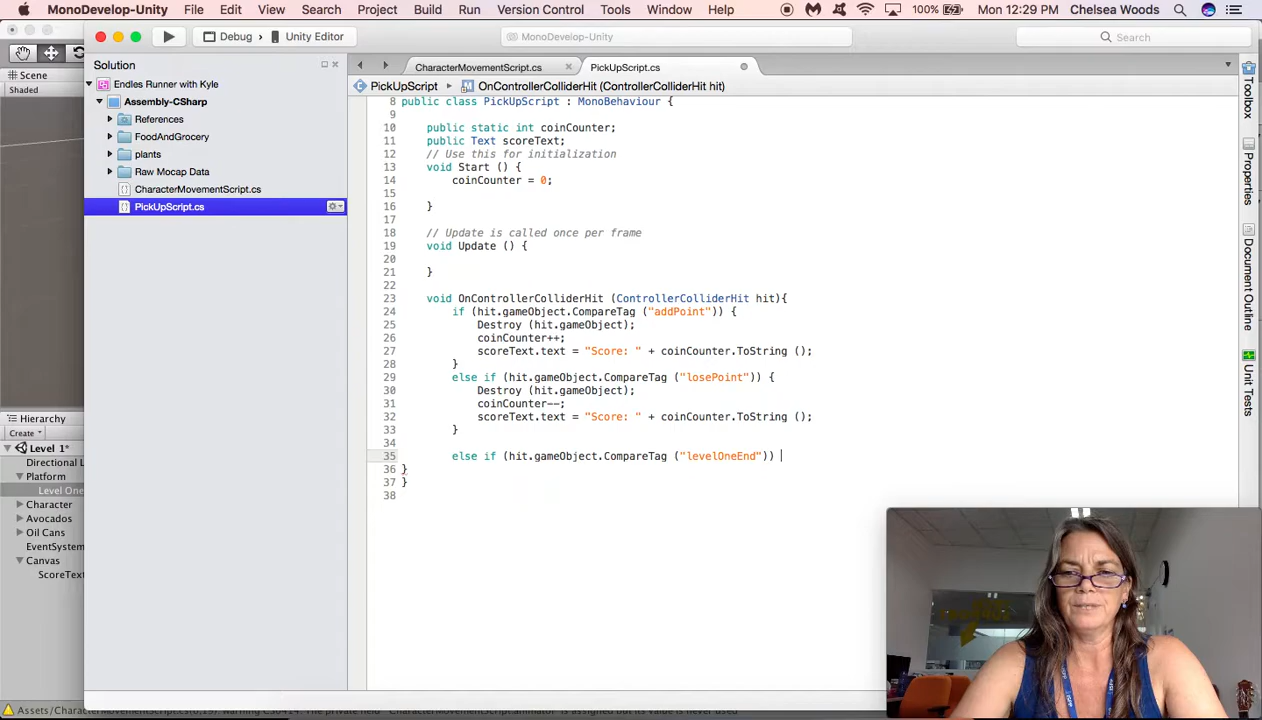 MonoDevelop-Unity File Edit View Search Project Build Run Version Control Tools Window Help 100% Mon 12:29 PM Chelsea Woods
Debug Unity Editor MonoDevelop-Unity Search
Scene
Shaded
Solution
Endles Runner with Kyle
Assembly-CSharp
References
FoodAndGrocery
plants
Raw Mocap Data
CharacterMovementScript.cs
PickUpScript.cs
CharacterMovementScript.cs PickUpScript.cs
PickUpScript OnControllerColliderHit (ControllerColliderHit hit)
8 public class PickUpScript : MonoBehaviour {
9
10 public static int coinCounter;
11 public Text scoreText;
12 // Use this for initialization
13 void Start () {
14 coinCounter = 0;
15
16 }
17
18 // Update is called once per frame
19 void Update () {
20
21 }
22
23 void OnControllerColliderHit (ControllerColliderHit hit){
24 if (hit.gameObject.CompareTag ("addPoint")) {
25 Destroy (hit.gameObject);
26 coinCounter++;
27 scoreText.text = "Score: " + coinCounter.ToString ();
28 }
29 else if (hit.gameObject.CompareTag ("losePoint")) {
30 Destroy (hit.gameObject);
31 coinCounter--;
32 scoreText.text = "Score: " + coinCounter.ToString ();
33 }
34
35 else if (hit.gameObject.CompareTag ("levelOneEnd"))
36 }
37 }
38
Toolbox
Properties
Document Outline
Unit Tests
Hierarchy
Create
Level 1*
Directional L
Platform
Level One
Character
Avocados
Oil Cans
EventSystem
Canvas
ScoreText